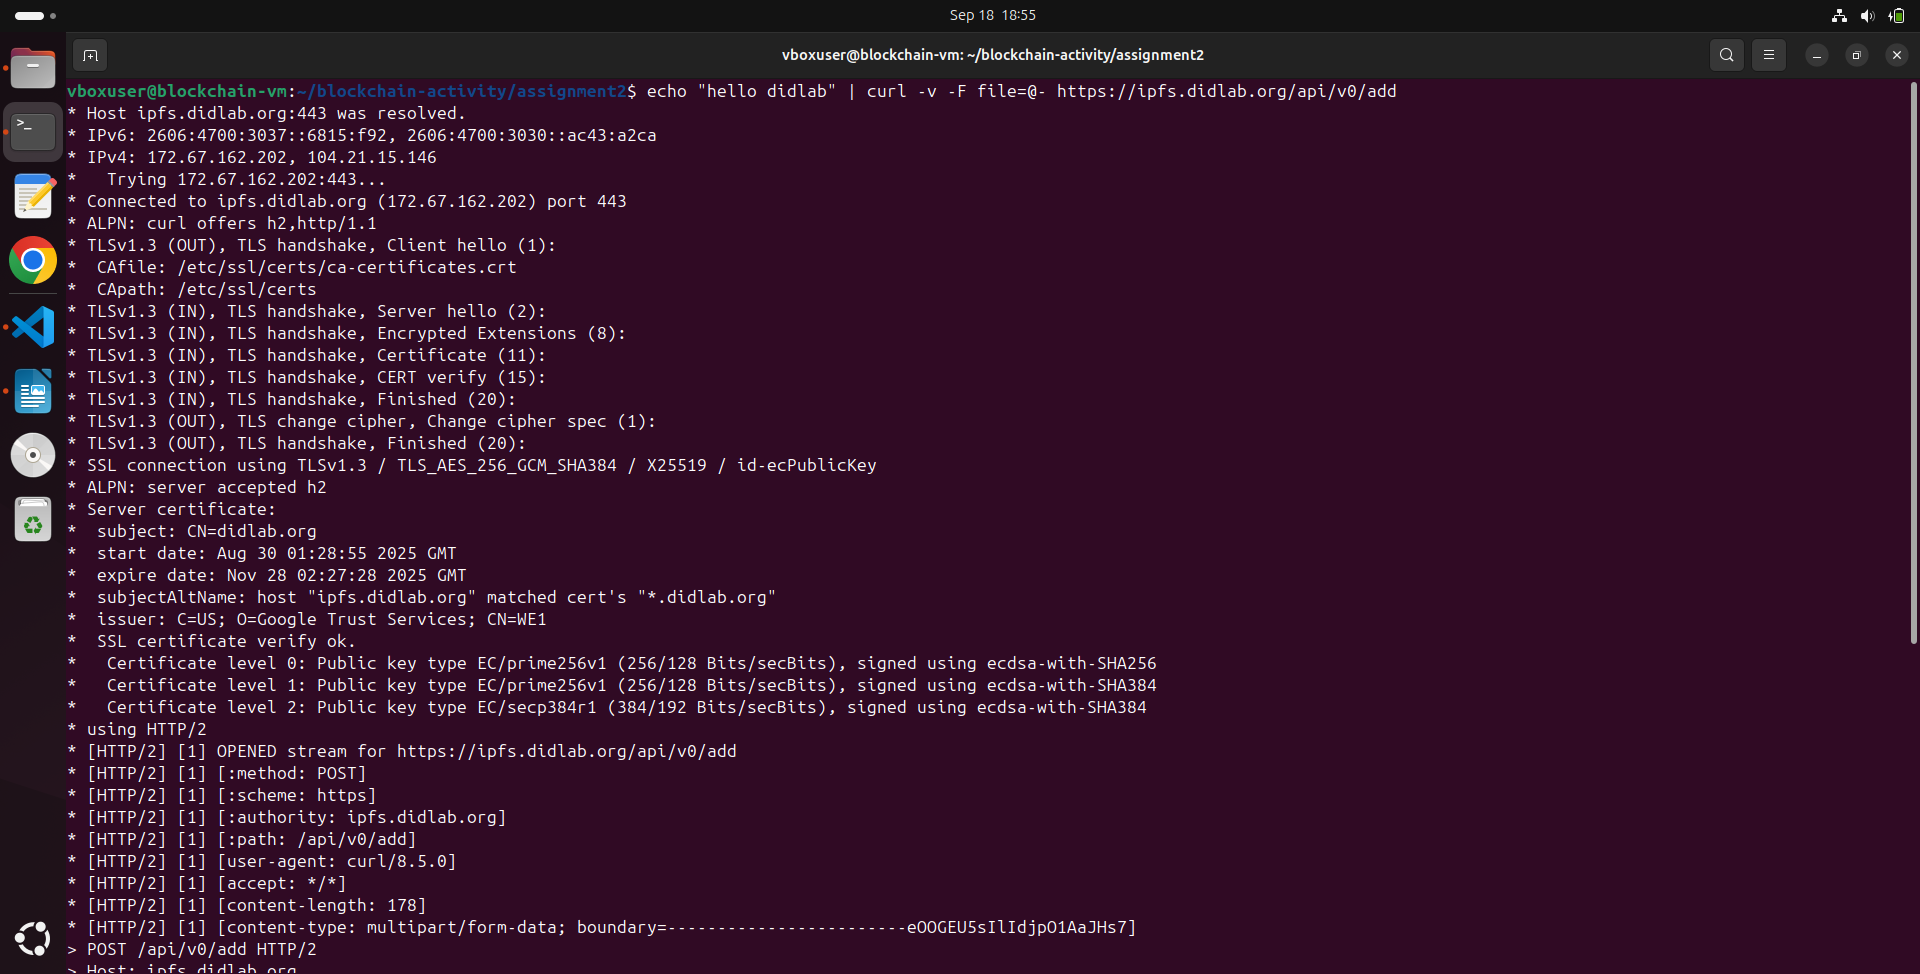 Sep 18 18:55
vboxuser@blockchain-vm: ~/blockchain-activity/assignment2
vboxuser@blockchain-vm:~/blockchain-activity/assignment2$ echo "hello didlab" | curl -v -F file=@- https://ipfs.didlab.org/api/v0/add
* Host ipfs.didlab.org:443 was resolved.
* IPv6: 2606:4700:3037::6815:f92, 2606:4700:3030::ac43:a2ca
* IPv4: 172.67.162.202, 104.21.15.146
*   Trying 172.67.162.202:443...
* Connected to ipfs.didlab.org (172.67.162.202) port 443
* ALPN: curl offers h2,http/1.1
* TLSv1.3 (OUT), TLS handshake, Client hello (1):
*  CAfile: /etc/ssl/certs/ca-certificates.crt
*  CApath: /etc/ssl/certs
* TLSv1.3 (IN), TLS handshake, Server hello (2):
* TLSv1.3 (IN), TLS handshake, Encrypted Extensions (8):
* TLSv1.3 (IN), TLS handshake, Certificate (11):
* TLSv1.3 (IN), TLS handshake, CERT verify (15):
* TLSv1.3 (IN), TLS handshake, Finished (20):
* TLSv1.3 (OUT), TLS change cipher, Change cipher spec (1):
* TLSv1.3 (OUT), TLS handshake, Finished (20):
* SSL connection using TLSv1.3 / TLS_AES_256_GCM_SHA384 / X25519 / id-ecPublicKey
* ALPN: server accepted h2
* Server certificate:
*  subject: CN=didlab.org
*  start date: Aug 30 01:28:55 2025 GMT
*  expire date: Nov 28 02:27:28 2025 GMT
*  subjectAltName: host "ipfs.didlab.org" matched cert's "*.didlab.org"
*  issuer: C=US; O=Google Trust Services; CN=WE1
*  SSL certificate verify ok.
*   Certificate level 0: Public key type EC/prime256v1 (256/128 Bits/secBits), signed using ecdsa-with-SHA256
*   Certificate level 1: Public key type EC/prime256v1 (256/128 Bits/secBits), signed using ecdsa-with-SHA384
*   Certificate level 2: Public key type EC/secp384r1 (384/192 Bits/secBits), signed using ecdsa-with-SHA384
* using HTTP/2
* [HTTP/2] [1] OPENED stream for https://ipfs.didlab.org/api/v0/add
* [HTTP/2] [1] [:method: POST]
* [HTTP/2] [1] [:scheme: https]
* [HTTP/2] [1] [:authority: ipfs.didlab.org]
* [HTTP/2] [1] [:path: /api/v0/add]
* [HTTP/2] [1] [user-agent: curl/8.5.0]
* [HTTP/2] [1] [accept: */*]
* [HTTP/2] [1] [content-length: 178]
* [HTTP/2] [1] [content-type: multipart/form-data; boundary=------------------------eOOGEU5sIlIdjpO1AaJHs7]
> POST /api/v0/add HTTP/2
> Host: ipfs.didlab.org